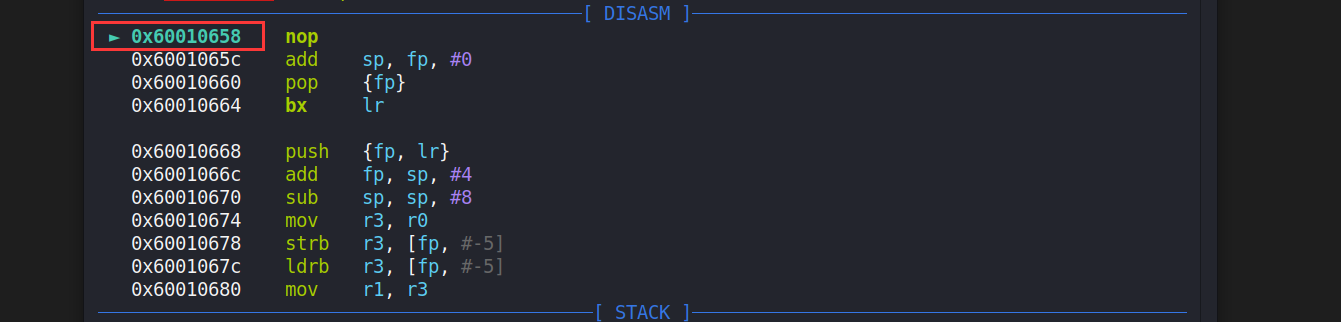 [ DISASM ]
► 0x60010658 nop
0x6001065c add sp, fp, #0
0x60010660 pop {fp}
0x60010664 bx lr
0x60010668 push {fp, lr}
0x6001066c add fp, sp, #4
0x60010670 sub sp, sp, #8
0x60010674 mov r3, r0
0x60010678 strb r3, [fp, #-5]
0x6001067c ldrb r3, [fp, #-5]
0x60010680 mov r1, r3
[ STACK ]